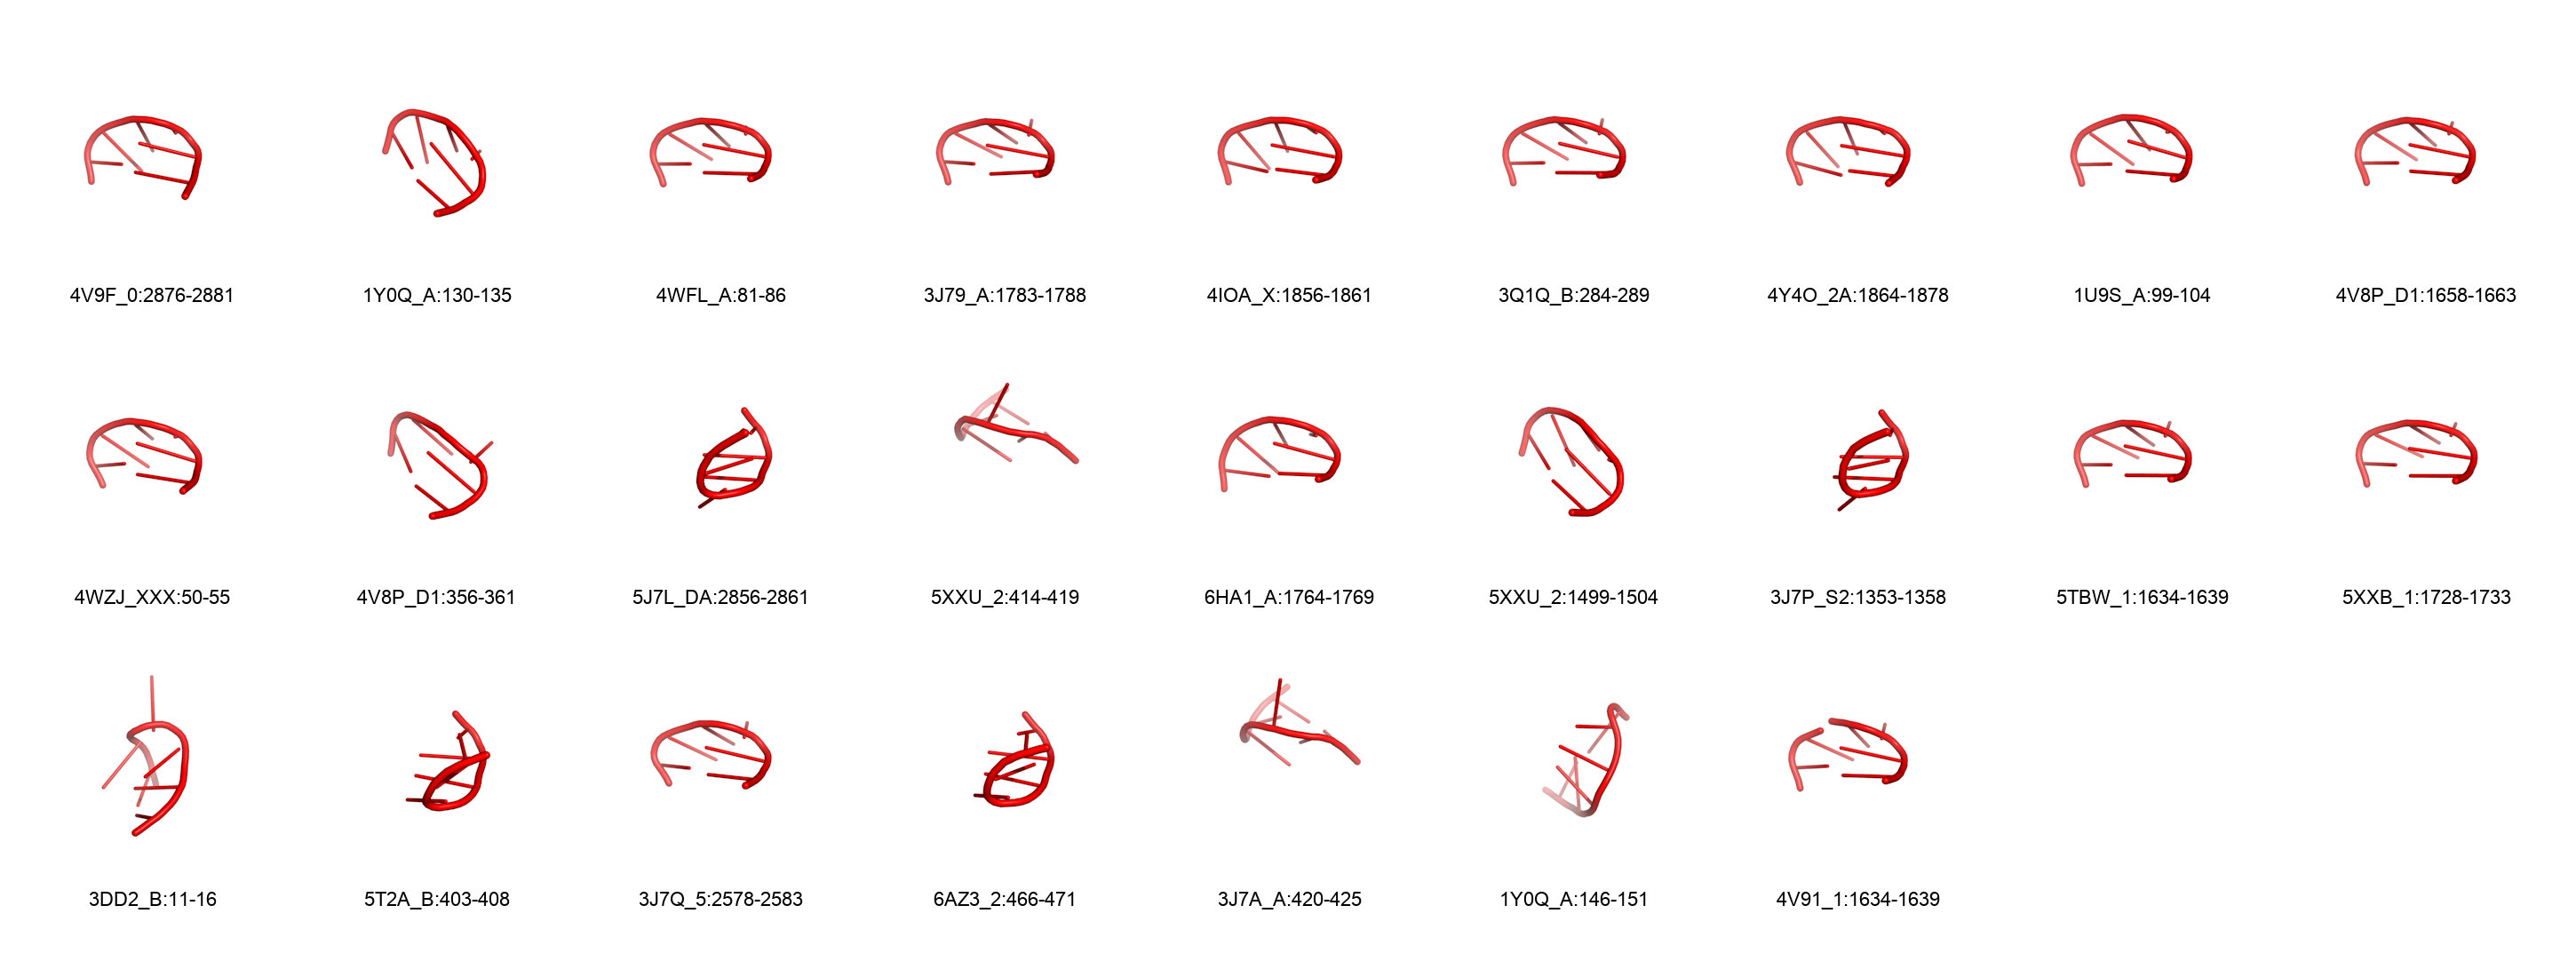 4V9F_0:2876-2881 1Y0Q_A:130-135 4WFL_A:81-86 3J79_A:1783-1788 4IOA_X:1856-1861 3Q1Q_B:284-289 4Y4O_2A:1864-1878 1U9S_A:99-104 4V8P_D1:1658-1663
4WZJ_XXX:50-55 4V8P_D1:356-361 5J7L_DA:2856-2861 5XXU_2:414-419 6HA1_A:1764-1769 5XXU_2:1499-1504 3J7P_S2:1353-1358 5TBW_1:1634-1639 5XXB_1:1728-1733
3DD2_B:11-16 5T2A_B:403-408 3J7Q_5:2578-2583 6AZ3_2:466-471 3J7A_A:420-425 1Y0Q_A:146-151 4V91_1:1634-1639